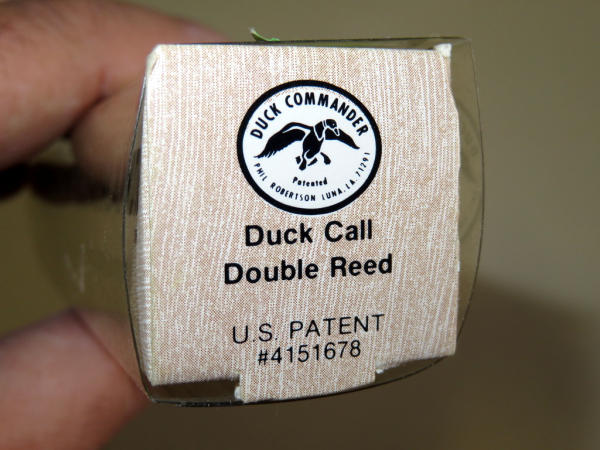 DUCK COMMANDER
Patented
PHIL ROBERTSON LUNA, LA. 71291
Duck Call
Double Reed
U.S. PATENT
#4151678